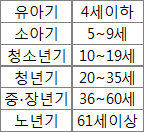 유아기 4세이하
소아기 5~9세
청소년기 10~19세
청년기 20~35세
중·장년기 36~60세
노년기 61세이상